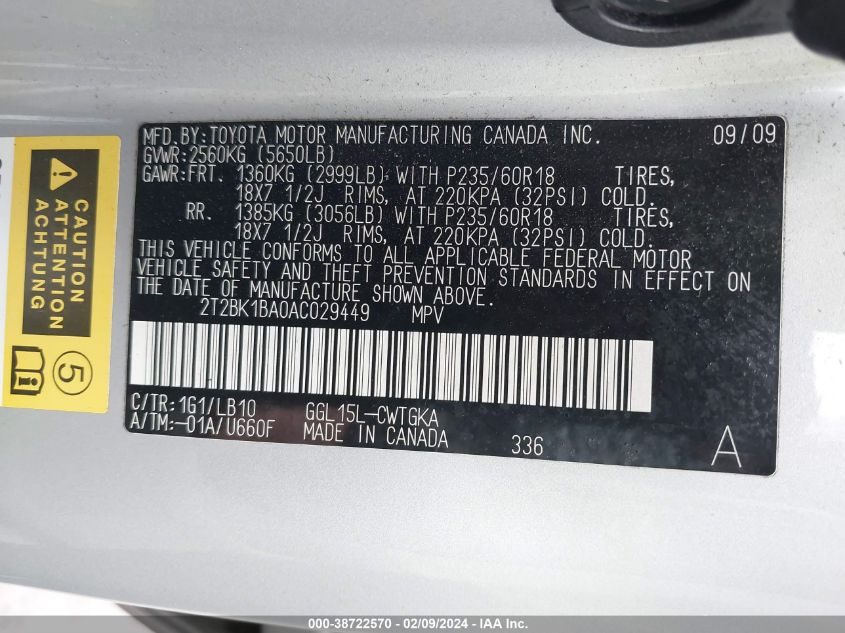 MFD.BY:TOYOTA MOTOR MANUFACTURING CANADA INC. 09/09
GVWR:2560KG (5650LB)
GAWR:FRT. 1360KG (2999LB) WITH P235/60R18 TIRES,
18X7 1/2J RIMS, AT 220KPA (32PSI) COLD.
RR. 1385KG (3056LB) WITH P235/60R18 TIRES,
18X7 1/2J RIMS, AT 220KPA (32PSI) COLD.
THIS VEHICLE CONFORMS TO ALL APPLICABLE FEDERAL MOTOR
VEHICLE SAFETY AND THEFT PREVENTION STANDARDS IN EFFECT ON
THE DATE OF MANUFACTURE SHOWN ABOVE.
2T2BK1BA0AC029449 MPV
C/TR:1G1/LB10 GGL15L-CWTGKA
A/TM:-01A/U660F MADE IN CANADA 336 A
CAUTION
ATTENTION
ACHTUNG
5
000-38722570 - 02/09/2024 - IAA Inc.